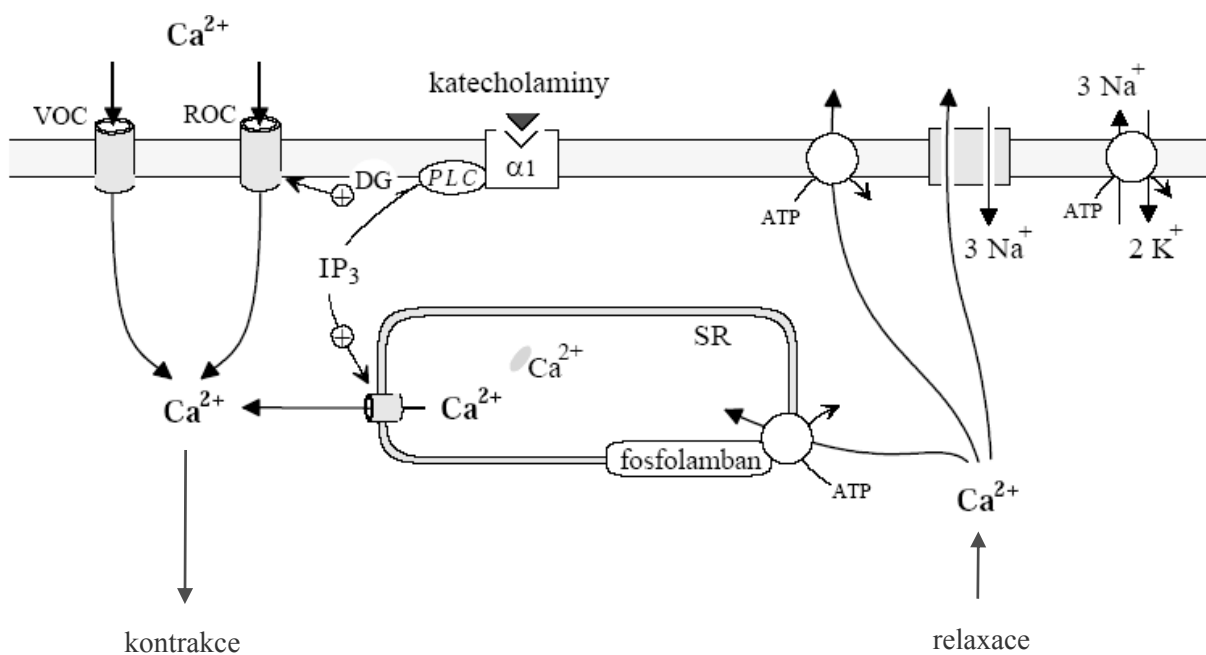 Ca²⁺
katecholaminy
3 Na⁺
VOC
ROC
DG
PLC
α1
ATP
3 Na⁺
ATP
2 K⁺
IP₃
SR
Ca²⁺
Ca²⁺
Ca²⁺
fosfolamban
ATP
Ca²⁺
kontrakce
relaxace